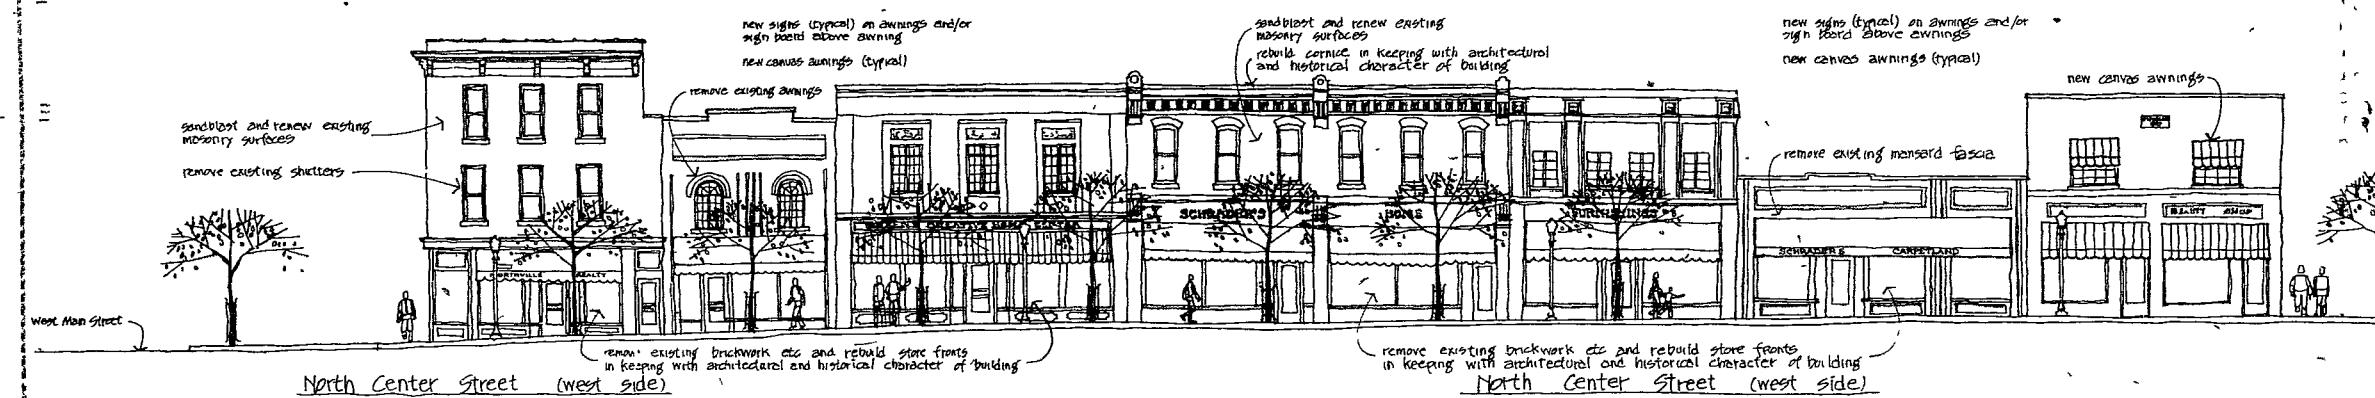 new signs (typical) on awnings and/or
sign board above awning
new canvas awnings (typical)
sandblast and renew existing
masonry surfaces
rebuild cornice in keeping with architectural
and historical character of building
new signs (typical) on awnings and/or
sign board above awnings
new canvas awnings (typical)
new canvas awnings
remove existing awnings
sandblast and renew existing
masonry surfaces
remove existing shutters
remove existing mansard fascia
SCHRADER'S HOME FURNISHINGS
BEAUTY SHOP
NORTHVILLE REALTY
SCHRADER'S CARPETLAND
West Main Street
remov existing brickwork etc and rebuild store fronts
in keeping with architectural and historical character of building
remove existing brickwork etc and rebuild store fronts
in keeping with architectural and historical character of building
North Center Street (west side)
North Center Street (west side)